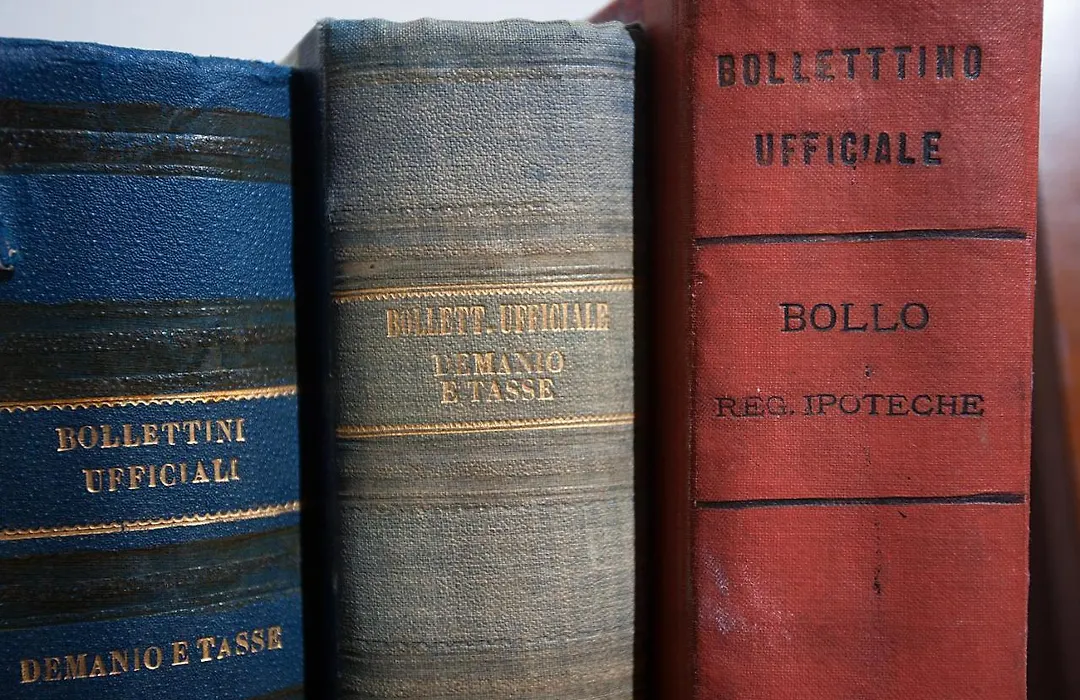 BOLLETTINI
UFFICIALI
DEMANIO E TASSE
BOLLETT. UFFICIALE
DEMANIO
E TASSE
BOLLETTTINO
UFFICIALE
BOLLO
REG. IPOTECHE